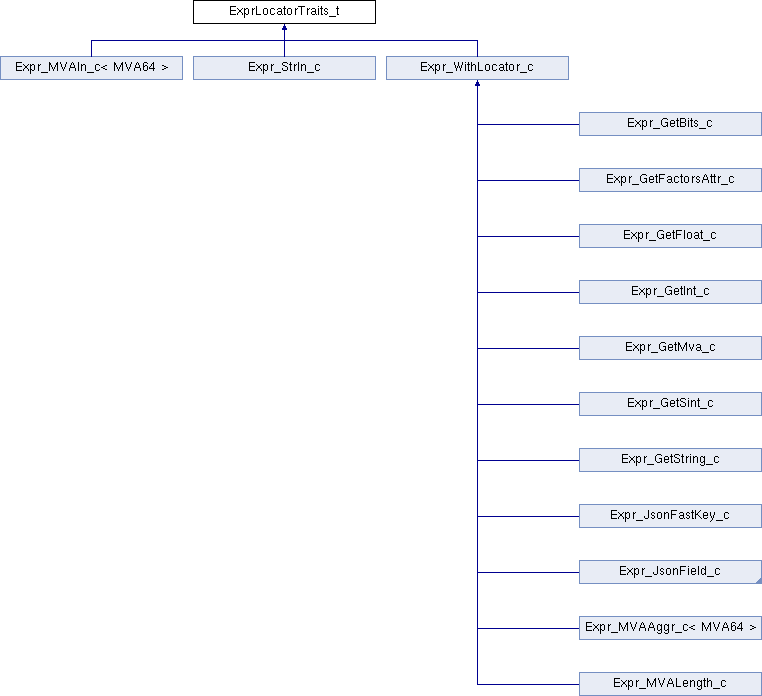 ExprLocatorTraits_t
Expr_MVAIn_c< MVA64 >
Expr_StrIn_c
Expr_WithLocator_c
Expr_GetBits_c
Expr_GetFactorsAttr_c
Expr_GetFloat_c
Expr_GetInt_c
Expr_GetMva_c
Expr_GetSint_c
Expr_GetString_c
Expr_JsonFastKey_c
Expr_JsonField_c
Expr_MVAAggr_c< MVA64 >
Expr_MVALength_c